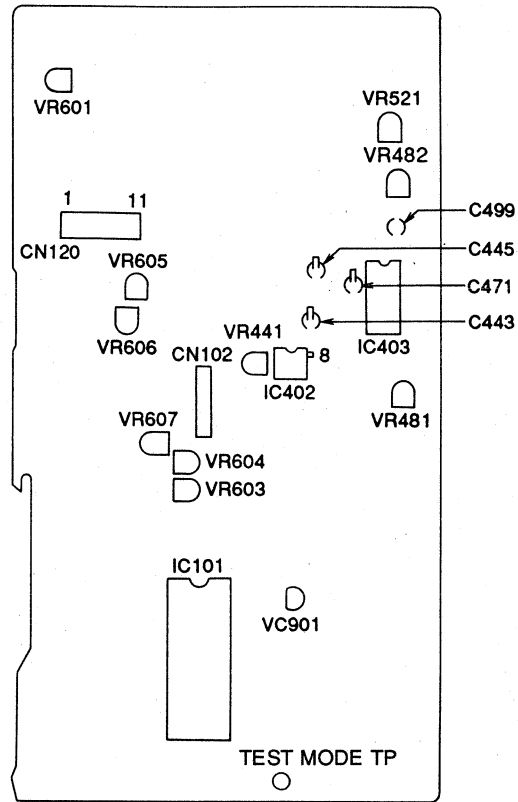 VR601
VR521
VR482
1 11
C499
CN120
C445
VR605
C471
C443
VR606
VR441
8
IC403
CN102
IC402
VR481
VR607
VR604
VR603
IC101
VC901
TEST MODE TP